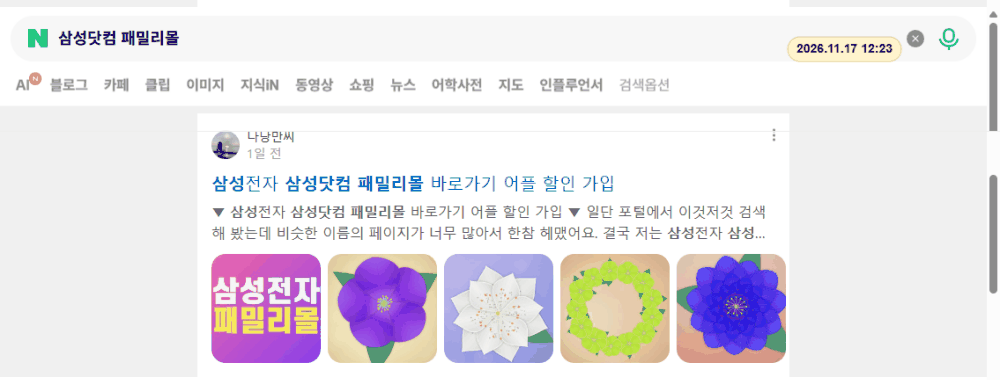 삼성닷컴 패밀리몰
2026.11.17 12:23
AI N 블로그 카페 클립 이미지 지식iN 동영상 쇼핑 뉴스 어학사전 지도 인플루언서 검색옵션
나낭만씨
1일 전
삼성전자 삼성닷컴 패밀리몰 바로가기 어플 할인 가입
▼ 삼성전자 삼성닷컴 패밀리몰 바로가기 어플 할인 가입 ▼ 일단 포털에서 이것저것 검색
해 봤는데 비슷한 이름의 페이지가 너무 많아서 한참 헤맸어요. 결국 저는 삼성전자 삼성...
삼성전자
패밀리몰